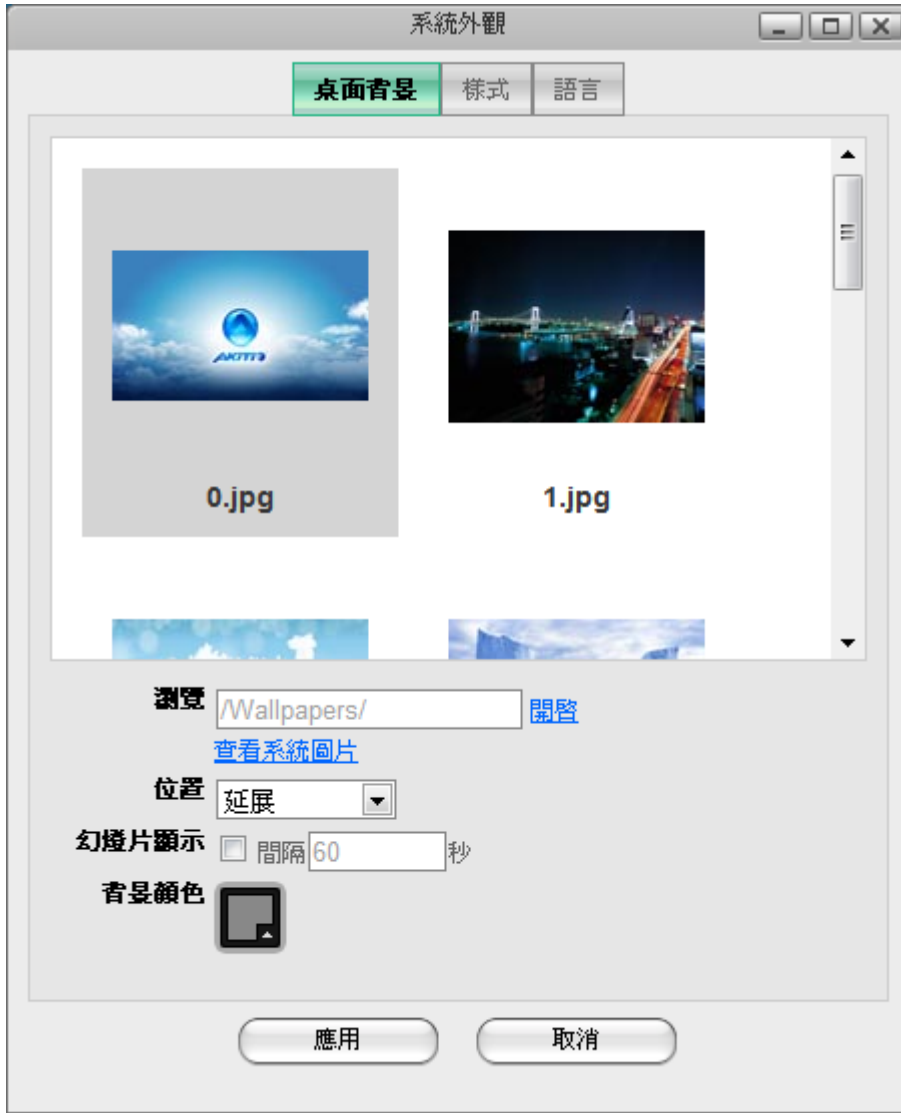 系統外觀
桌面背景 樣式 語言
AKiTiO
0.jpg 1.jpg
瀏覽 /Wallpapers/ 開啓
查看系統圖片
位置 延展
幻燈片顯示 間隔 60 秒
背景顏色
應用 取消